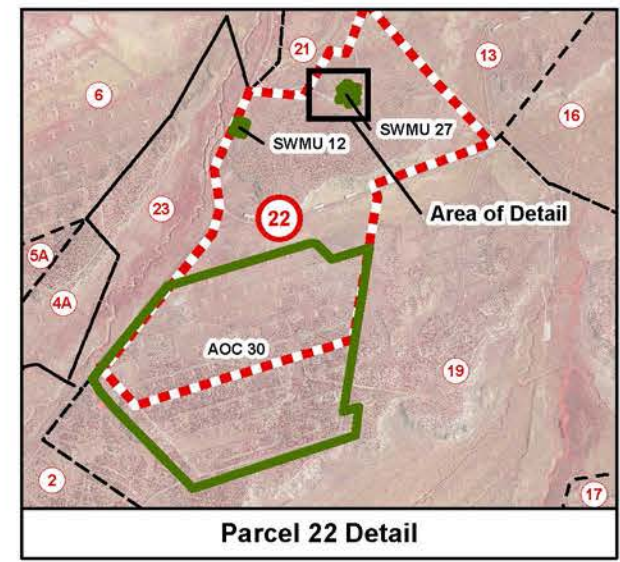 21
13
6
16
SWMU 27
SWMU 12
23
22
Area of Detail
5A
4A
AOC 30
19
2
17
Parcel 22 Detail